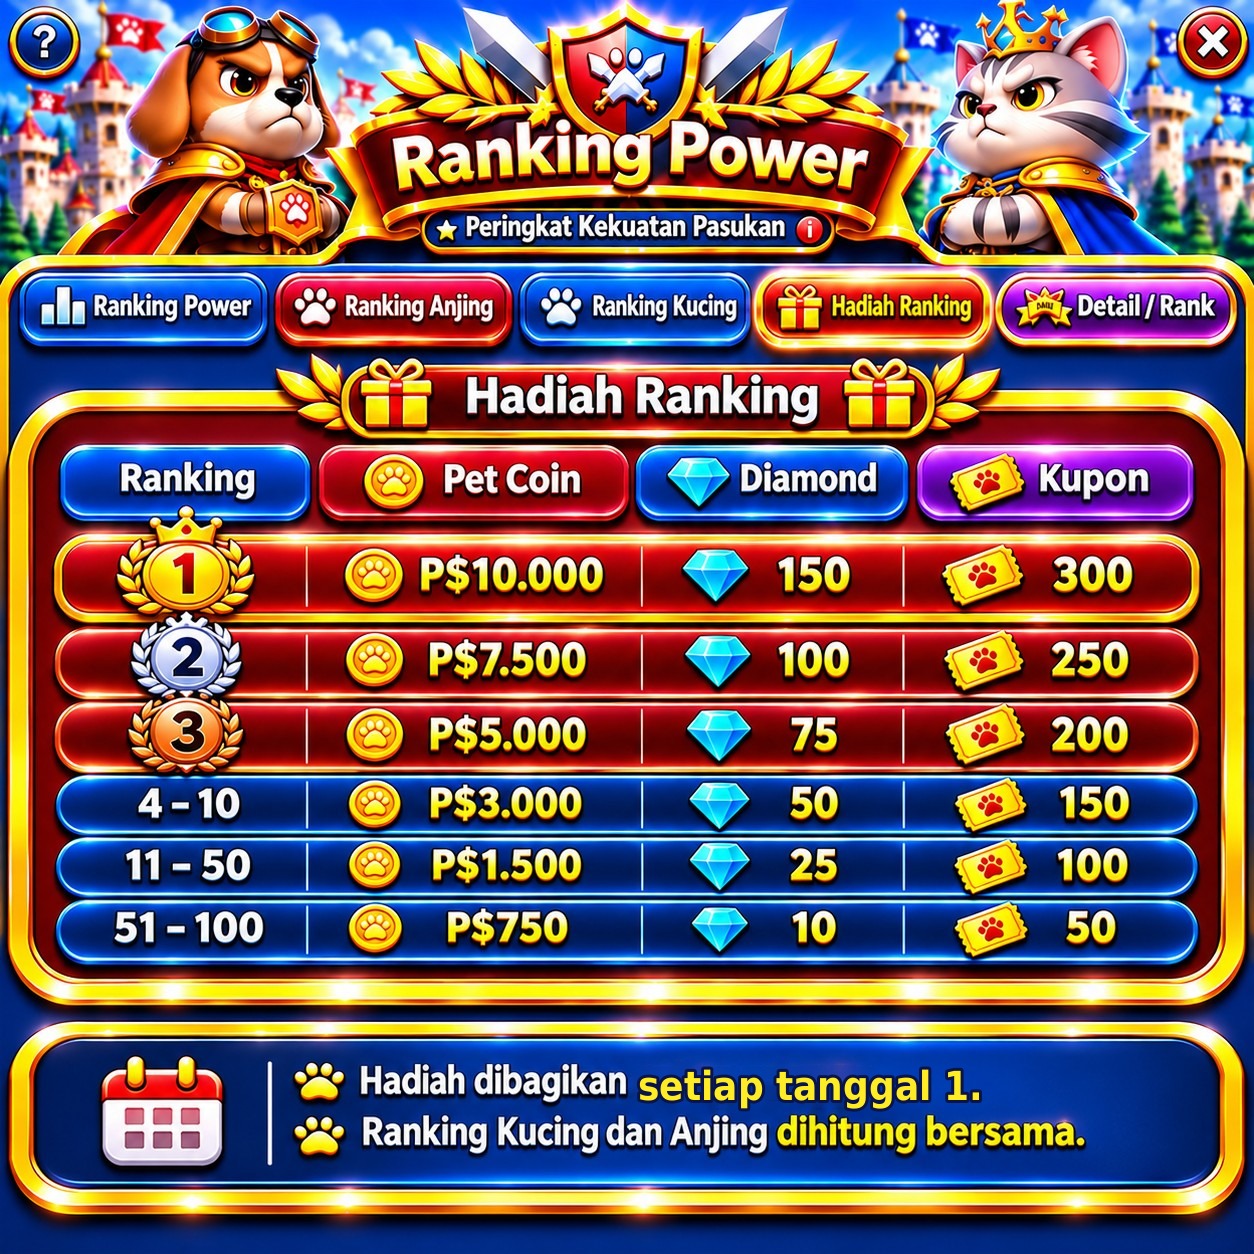 ?
Ranking Power
Peringkat Kekuatan Pasukan i
Ranking Power
Ranking Anjing
Ranking Kucing
Hadiah Ranking
Detail / Rank
Hadiah Ranking
Ranking Pet Coin Diamond Kupon
1 P$10.000 150 300
2 P$7.500 100 250
3 P$5.000 75 200
4 – 10 P$3.000 50 150
11 – 50 P$1.500 25 100
51 – 100 P$750 10 50
Hadiah dibagikan setiap tanggal 1.
Ranking Kucing dan Anjing dihitung bersama.